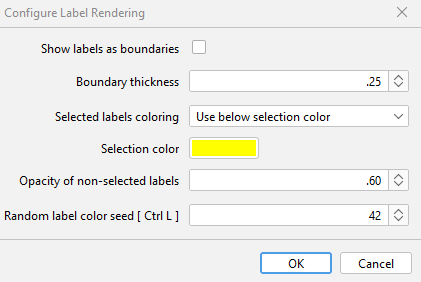 Configure Label Rendering
Show labels as boundaries
Boundary thickness .25
Selected labels coloring Use below selection color
Selection color
Opacity of non-selected labels .60
Random label color seed [ Ctrl L ] 42
OK Cancel